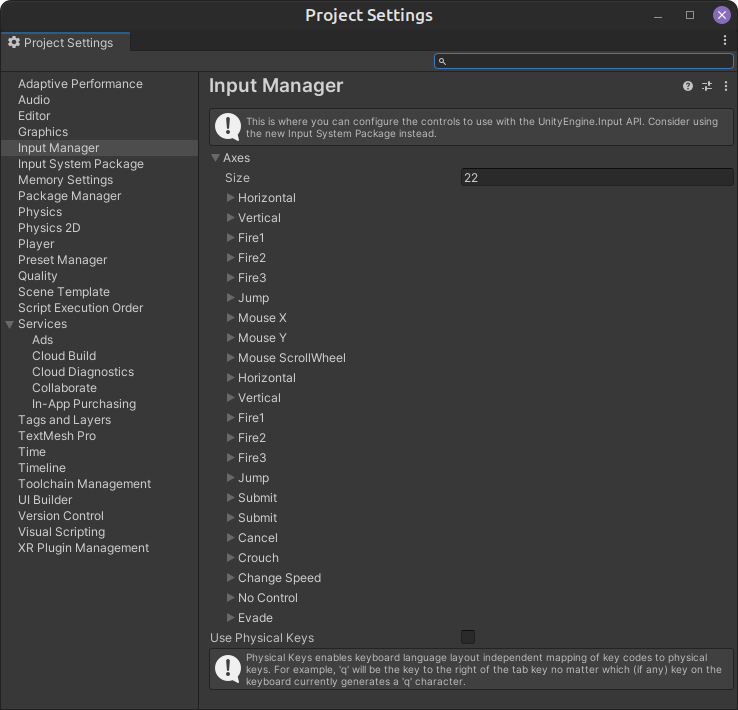 Project Settings
Project Settings
Adaptive Performance
Audio
Editor
Graphics
Input Manager
Input System Package
Memory Settings
Package Manager
Physics
Physics 2D
Player
Preset Manager
Quality
Scene Template
Script Execution Order
Services
Ads
Cloud Build
Cloud Diagnostics
Collaborate
In-App Purchasing
Tags and Layers
TextMesh Pro
Time
Timeline
Toolchain Management
UI Builder
Version Control
Visual Scripting
XR Plugin Management
Input Manager
This is where you can configure the controls to use with the UnityEngine.Input API. Consider using
the new Input System Package instead.
Axes
Size 22
Horizontal
Vertical
Fire1
Fire2
Fire3
Jump
Mouse X
Mouse Y
Mouse ScrollWheel
Horizontal
Vertical
Fire1
Fire2
Fire3
Jump
Submit
Submit
Cancel
Crouch
Change Speed
No Control
Evade
Use Physical Keys
Physical Keys enables keyboard language layout independent mapping of key codes to physical
keys. For example, 'q' will be the key to the right of the tab key no matter which (if any) key on the
keyboard currently generates a 'q' character.